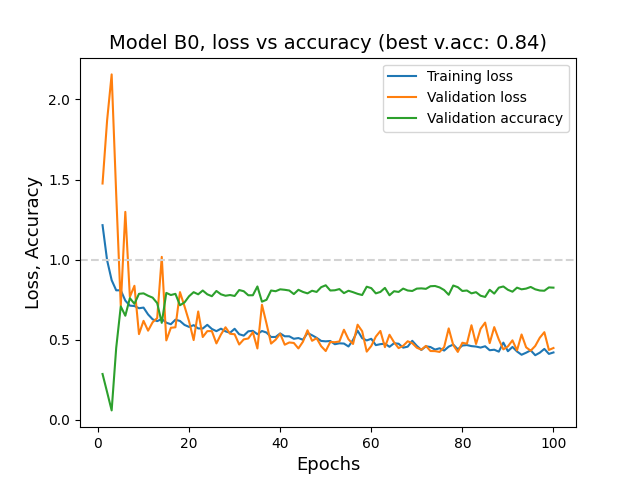 Model B0, loss vs accuracy (best v.acc: 0.84)
Training loss
Validation loss
Validation accuracy
Loss, Accuracy
2.0
1.5
1.0
0.5
0.0
0
20
40
60
80
100
Epochs